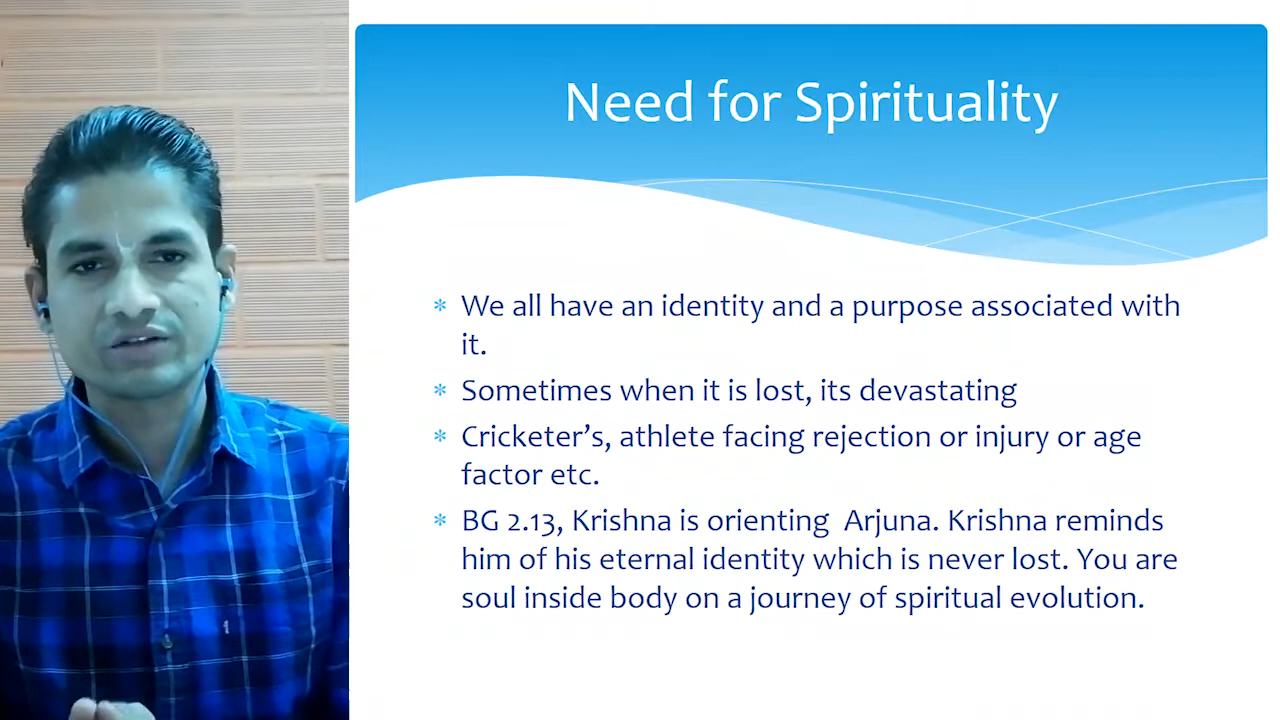 Need for Spirituality
* We all have an identity and a purpose associated with
it.
* Sometimes when it is lost, its devastating
* Cricketer’s, athlete facing rejection or injury or age
factor etc.
* BG 2.13, Krishna is orienting  Arjuna. Krishna reminds
him of his eternal identity which is never lost. You are
soul inside body on a journey of spiritual evolution.